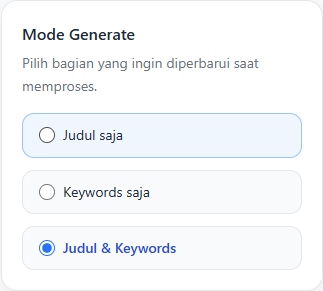 Mode Generate
Pilih bagian yang ingin diperbarui saat
memproses.
Judul saja
Keywords saja
Judul & Keywords